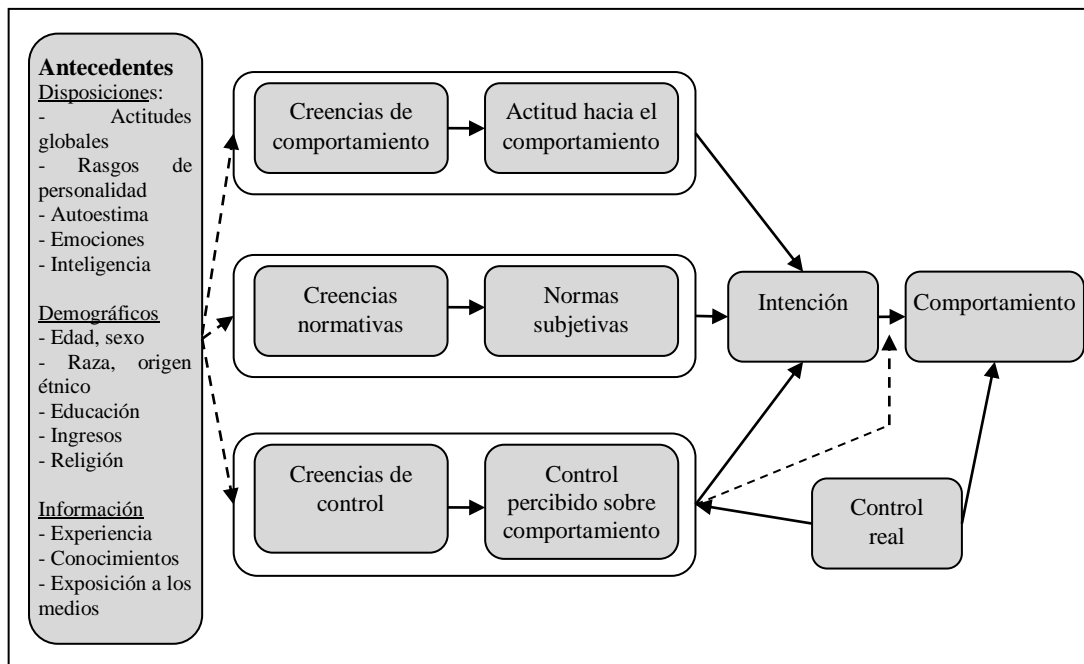 Antecedentes
Disposiciones:
- Actitudes
globales
- Rasgos de
personalidad
- Autoestima
- Emociones
- Inteligencia
Demográficos
- Edad, sexo
- Raza, origen
étnico
- Educación
- Ingresos
- Religión
Información
- Experiencia
- Conocimientos
- Exposición a los
medios
Creencias de
comportamiento
Actitud hacia el
comportamiento
Creencias
normativas
Normas
subjetivas
Creencias de
control
Control
percibido sobre
comportamiento
Intención
Comportamiento
Control
real